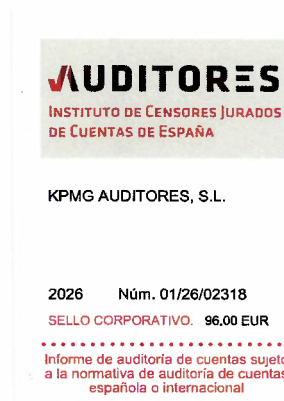 AUDITORES
INSTITUTO DE CENSORES JURADOS
DE CUENTAS DE ESPAÑA
KPMG AUDITORES, S.L.
2026 Núm. 01/26/02318
SELLO CORPORATIVO. 96.00 EUR
Informe de auditoría de cuentas sujeto
a la normativa de auditoría de cuentas
española o internacional